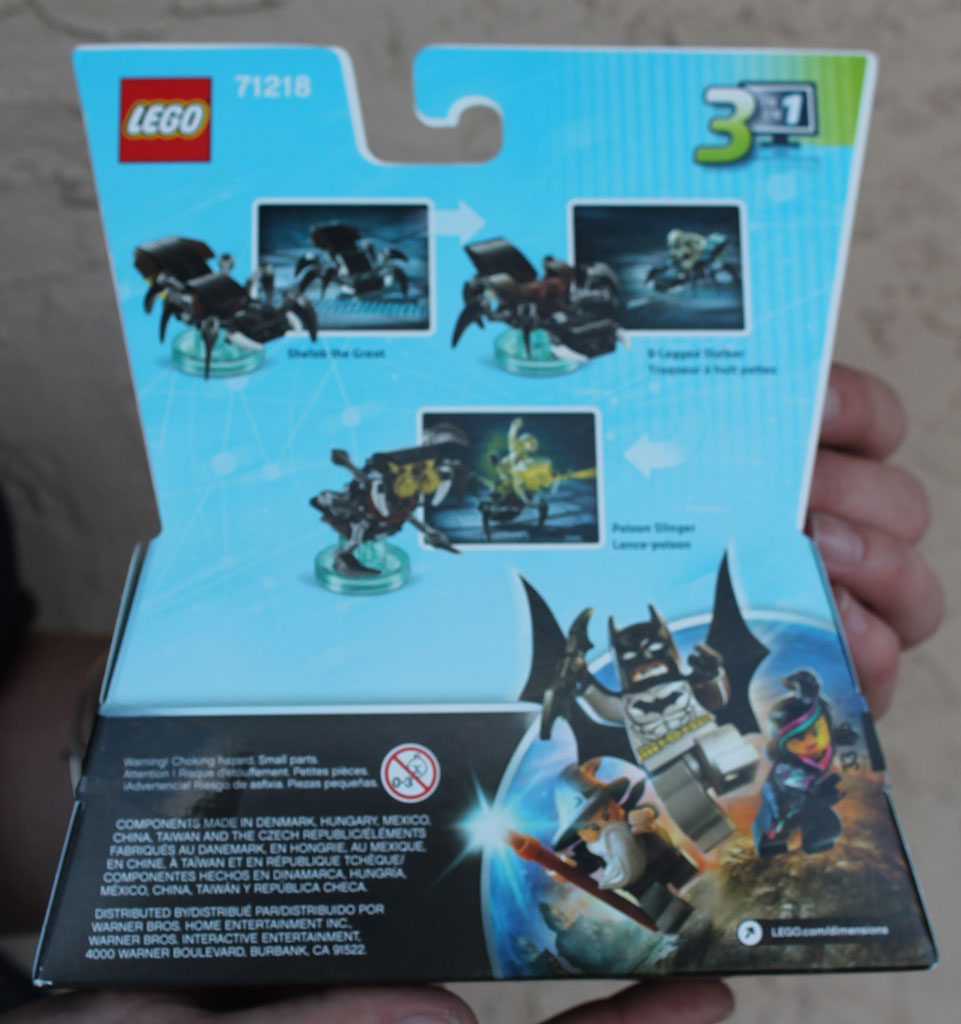 LEGO
71218
3 IN EN 1
Shelob the Great
8-Legged Stalker
Traqueur à huit pattes
Poison Slinger
Lance-poison
Warning! Choking hazard. Small parts.
Attention ! Risque d'étouffement. Petites pièces.
¡Advertencia! Riesgo de asfixia. Piezas pequeñas.
0-3
COMPONENTS MADE IN DENMARK, HUNGARY, MEXICO,
CHINA, TAIWAN AND THE CZECH REPUBLIC/ÉLÉMENTS
FABRIQUÉS AU DANEMARK, EN HONGRIE, AU MEXIQUE,
EN CHINE, À TAÏWAN ET EN RÉPUBLIQUE TCHÈQUE/
COMPONENTES HECHOS EN DINAMARCA, HUNGRÍA,
MÉXICO, CHINA, TAIWÁN Y REPÚBLICA CHECA.
DISTRIBUTED BY/DISTRIBUÉ PAR/DISTRIBUIDO POR
WARNER BROS. HOME ENTERTAINMENT INC.,
WARNER BROS. INTERACTIVE ENTERTAINMENT,
4000 WARNER BOULEVARD, BURBANK, CA 91522.
LEGO.com/dimensions